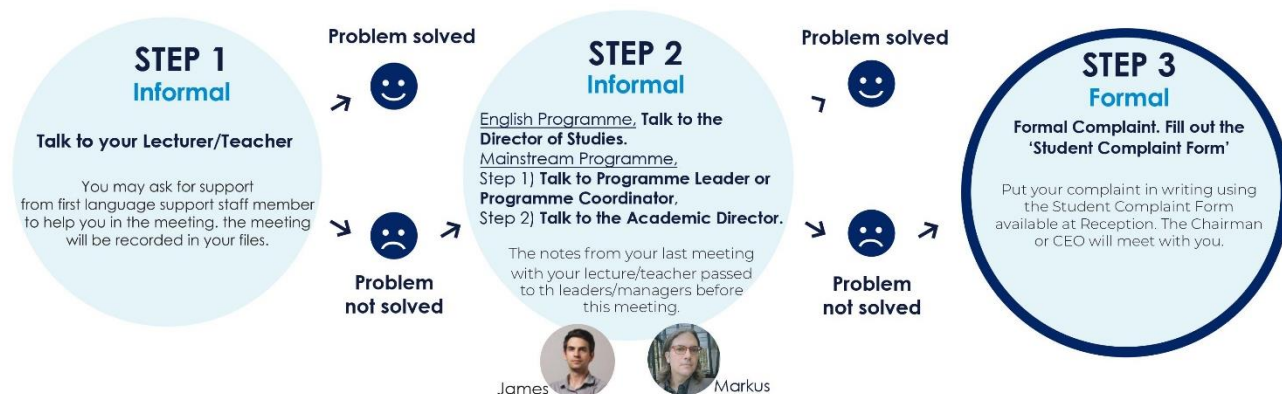 STEP 1
Informal
Talk to your Lecturer/Teacher
You may ask for support
from first language support staff member
to help you in the meeting. the meeting
will be recorded in your files.
Problem solved
Problem
not solved
STEP 2
Informal
English Programme, Talk to the
Director of Studies.
Mainstream Programme,
Step 1) Talk to Programme Leader or
Programme Coordinator,
Step 2) Talk to the Academic Director.
The notes from your last meeting
with your lecture/teacher passed
to th leaders/managers before
this meeting.
James
Markus
Problem solved
Problem
not solved
STEP 3
Formal
Formal Complaint. Fill out the
‘Student Complaint Form’
Put your complaint in writing using
the Student Complaint Form
available at Reception. The Chairman
or CEO will meet with you.